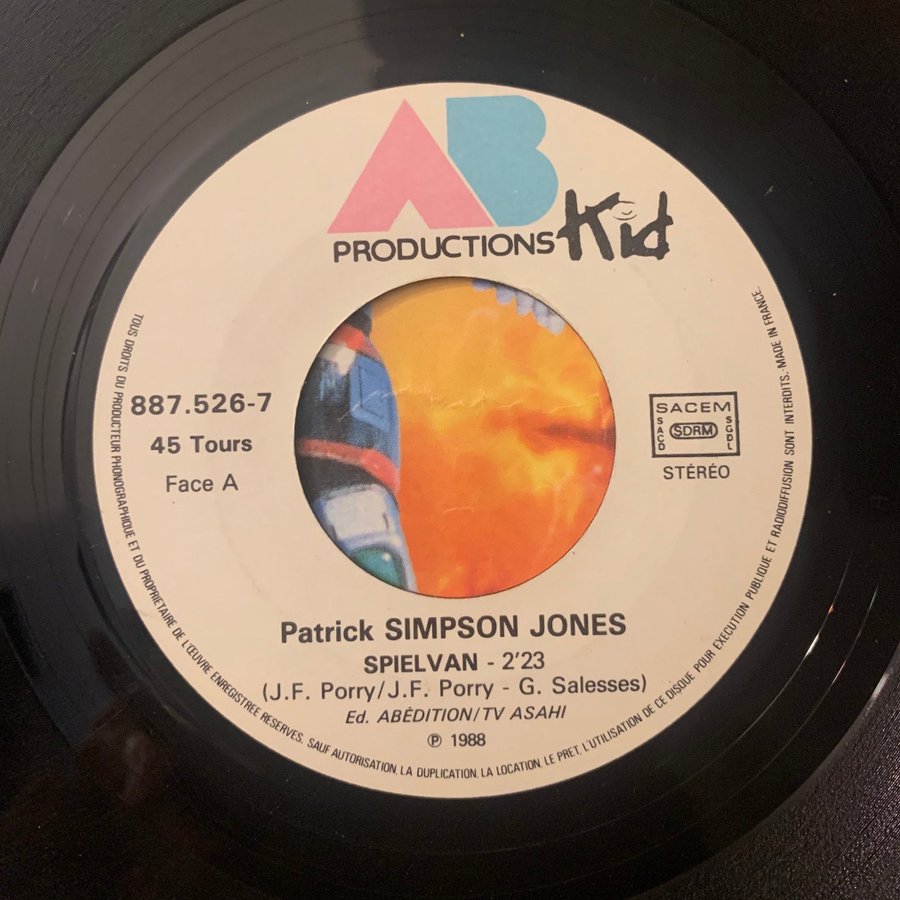 AB
PRODUCTIONS Kid
887.526-7
45 Tours
Face A
SACEM
SACD
SDRM
SGDL
STÉRÉO
Patrick SIMPSON JONES
SPIELVAN - 2'23
(J.F. Porry/J.F. Porry - G. Salesses)
Ed. ABÉDITION/TV ASAHI
℗ 1988
TOUS DROITS DU PRODUCTEUR PHONOGRAPHIQUE ET DU PROPRIETAIRE DE L'ŒUVRE ENREGISTREE RESERVES. SAUF AUTORISATION, LA DUPLICATION, LA LOCATION, LE PRET, L'UTILISATION DE CE DISQUE POUR EXECUTION PUBLIQUE ET RADIODIFFUSION SONT INTERDITS. MADE IN FRANCE.